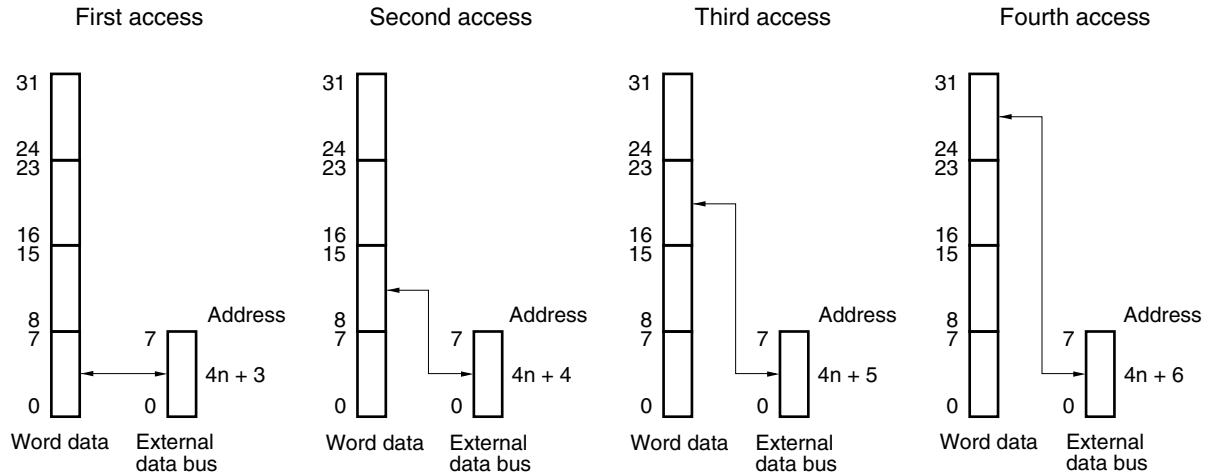 First access
Second access
Third access
Fourth access
31
24
23
16
15
8
7
0
7
0
Address
4n + 3
Word data
External
data bus
31
24
23
16
15
8
7
0
7
0
Address
4n + 4
Word data
External
data bus
31
24
23
16
15
8
7
0
7
0
Address
4n + 5
Word data
External
data bus
31
24
23
16
15
8
7
0
7
0
Address
4n + 6
Word data
External
data bus